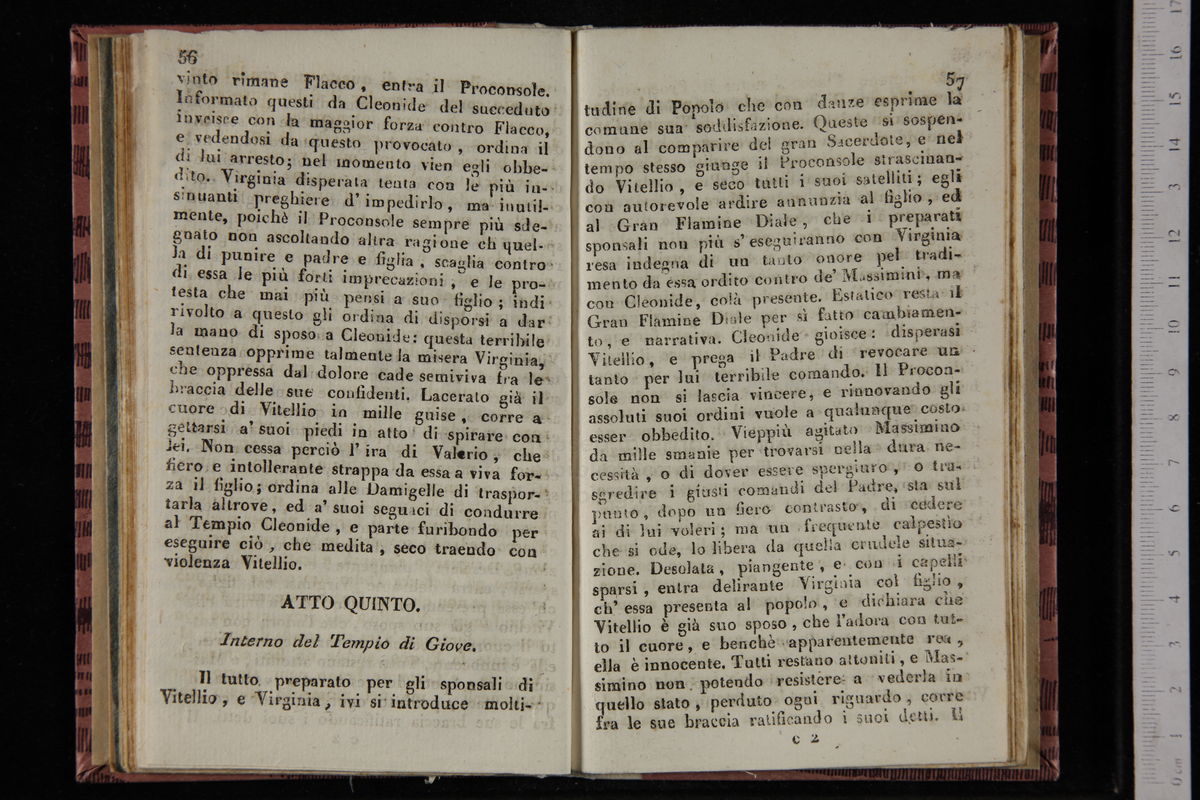 56
vinto rimane Flacco, entra il Proconsole.
Informato questi da Cleonide del succeduto
inveisce con la maggior forza contro Flacco,
e vedendosi da questo provocato, ordina il
di lui arresto; nel momento vien egli obbe-
dito. Virginia disperata tenta con le più in-
sinuanti preghiere d' impedirlo, ma inutil-
mente, poichè il Proconsole sempre più sde-
gnato non ascoltando altra ragione ch quel-
la di punire e padre e figlia, scaglia contro
di essa le più forti imprecazioni, e le pro-
testa che mai più pensi a suo figlio; indi
rivolto a questo gli ordina di disporsi a dar
la mano di sposo a Cleonide: questa terribile
sentenza opprime talmente la misera Virginia,
che oppressa dal dolore cade semiviva fra le
braccia delle sue confidenti. Lacerato già il
cuore di Vitellio in mille guise, corre a
gettarsi a' suoi piedi in atto di spirare con
lei. Non cessa perciò l' ira di Valerio, che
fiero e intollerante strappa da essa a viva for-
za il figlio; ordina alle Damigelle di traspor-
tarla altrove, ed a' suoi seguaci di condurre
al Tempio Cleonide, e parte furibondo per
eseguire ciò, che medita, seco traendo con
violenza Vitellio.
ATTO QUINTO.
Interno del Tempio di Giove.
Il tutto preparato per gli sponsali di
Vitellio, e Virginia, ivi si introduce molti-
57
tudine di Popolo che con danze esprime la
comune sua soddisfazione. Queste si sospen-
dono al comparire del gran Sacerdote, e nel
tempo stesso giunge il Proconsole strascinan-
do Vitellio, e seco tutti i suoi satelliti; egli
con autorevole ardire annunzia al figlio, ed
al Gran Flamine Diale, che i preparati
sponsali non più s' eseguiranno con Virginia
resa indegna di un tanto onore pel tradi-
mento da essa ordito contro de' Massimini, ma
con Cleonide, colà presente. Estatico resta il
Gran Flamine Diale per sì fatto cambiamen-
to, e narrativa. Cleonide gioisce: disperasi
Vitellio, e prega il Padre di revocare un
tanto per lui terribile comando. Il Procon-
sole non si lascia vincere, e rinnovando gli
assoluti suoi ordini vuole a qualunque costo
esser obbedito. Vieppiù agitato Massimino
da mille smanie per trovarsi nella dura ne-
cessità, o di dover essere spergiuro, o tra-
sgredire i giusti comandi del Padre, sta sul
punto, dopo un fiero contrasto, di cedere
ai di lui voleri; ma un frequente calpestìo
che si ode, lo libera da quella crudele situa-
zione. Desolata, piangente, e con i capelli
sparsi, entra delirante Virginia col figlio,
ch' essa presenta al popolo, e dichiara che
Vitellio è già suo sposo, che l'adora con tut-
to il cuore, e benchè apparentemente rea,
ella è innocente. Tutti restano attoniti, e Mas-
simino non potendo resistere a vederla in
quello stato, perduto ogni riguardo, corre
fra le sue braccia ratificando i suoi detti. Il
C 2
0 cm 1 2 3 4 5 6 7 8 9 10 11 12 13 14 15 16 17